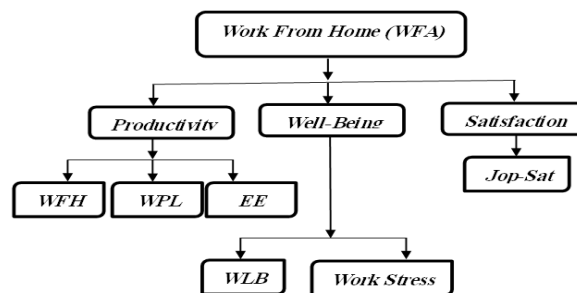 Work From Home (WFA)
Productivity
Well-Being
Satisfaction
WFH
WPL
EE
Jop-Sat
WLB
Work Stress